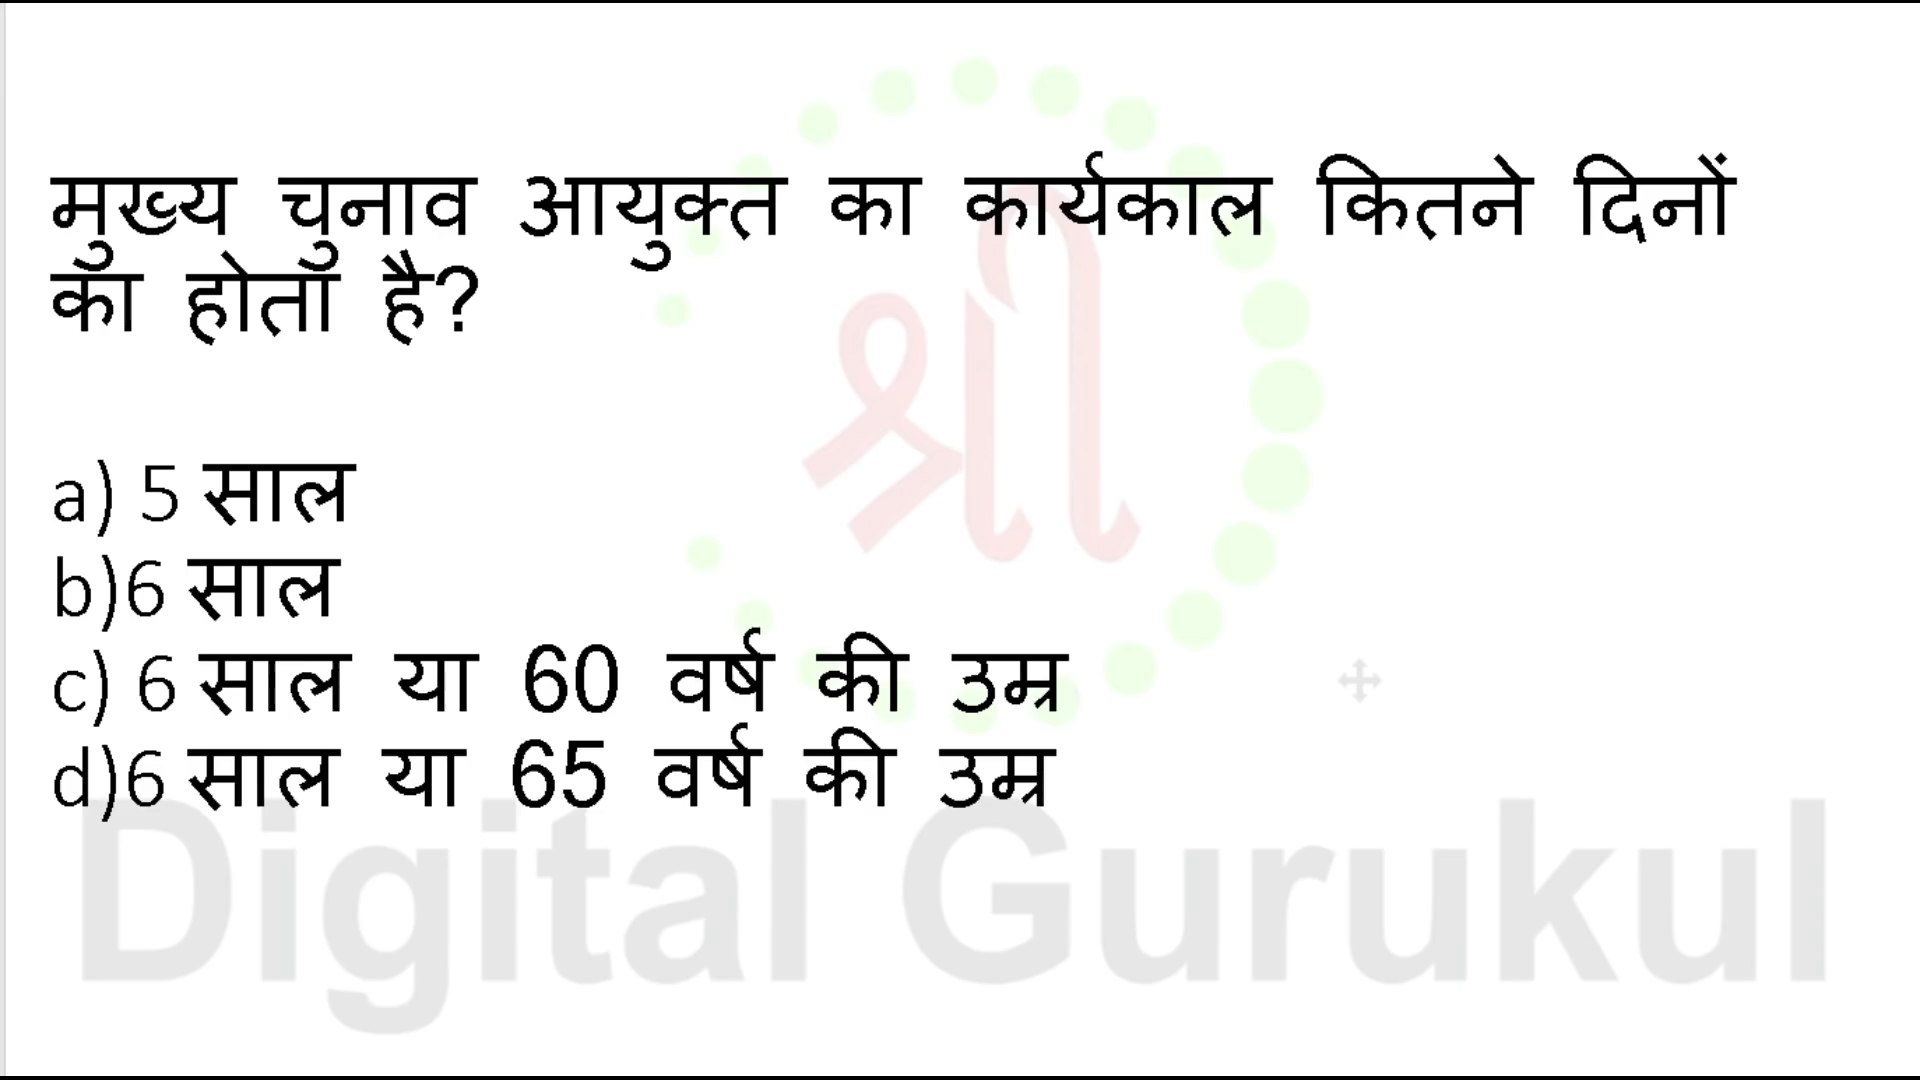 मुख्य चुनाव आयुक्त का कार्यकाल कितने दिनों
का होता है?
श्री
a) 5 साल
b)6 साल
c) 6 साल या 60 वर्ष की उम्र
d)6 साल या 65 वर्ष की उम्र
Digital Gurukul